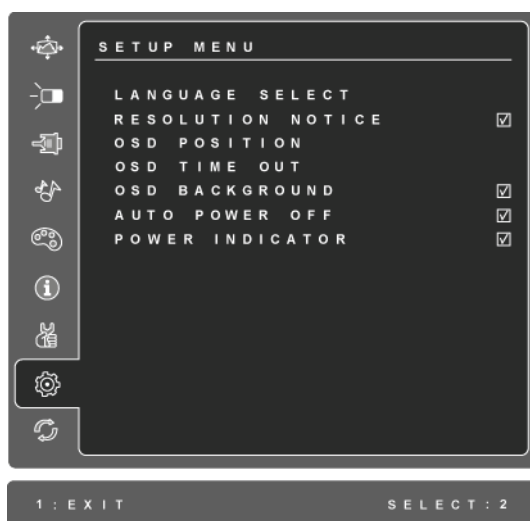 SETUP MENU
LANGUAGE SELECT
RESOLUTION NOTICE
OSD POSITION
OSD TIME OUT
OSD BACKGROUND
AUTO POWER OFF
POWER INDICATOR
1:EXIT SELECT:2